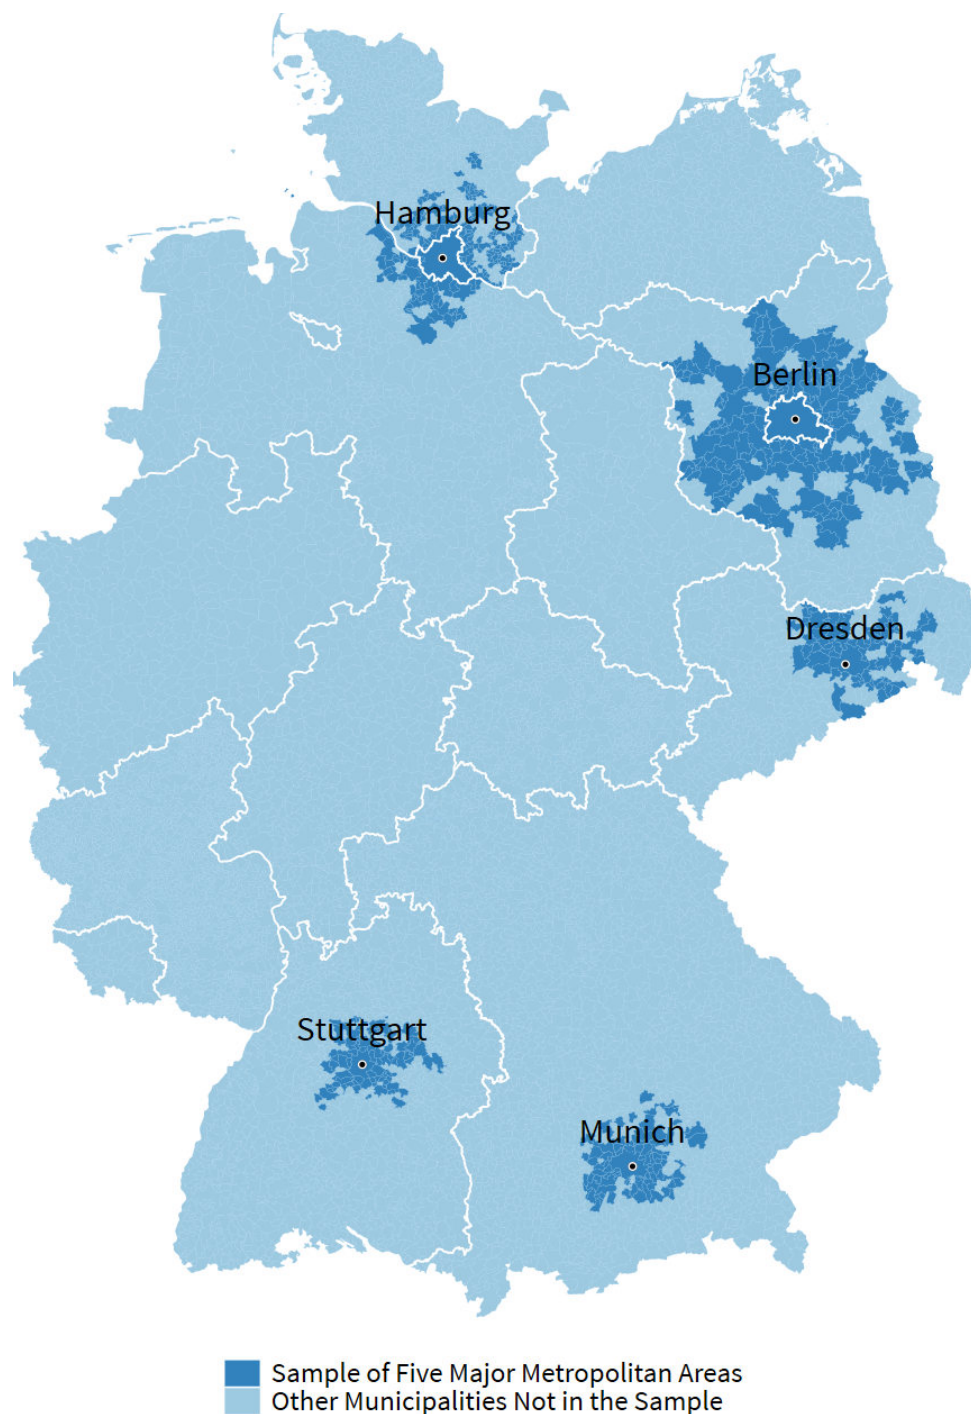 Hamburg
Berlin
Dresden
Stuttgart
Munich
Sample of Five Major Metropolitan Areas
Other Municipalities Not in the Sample